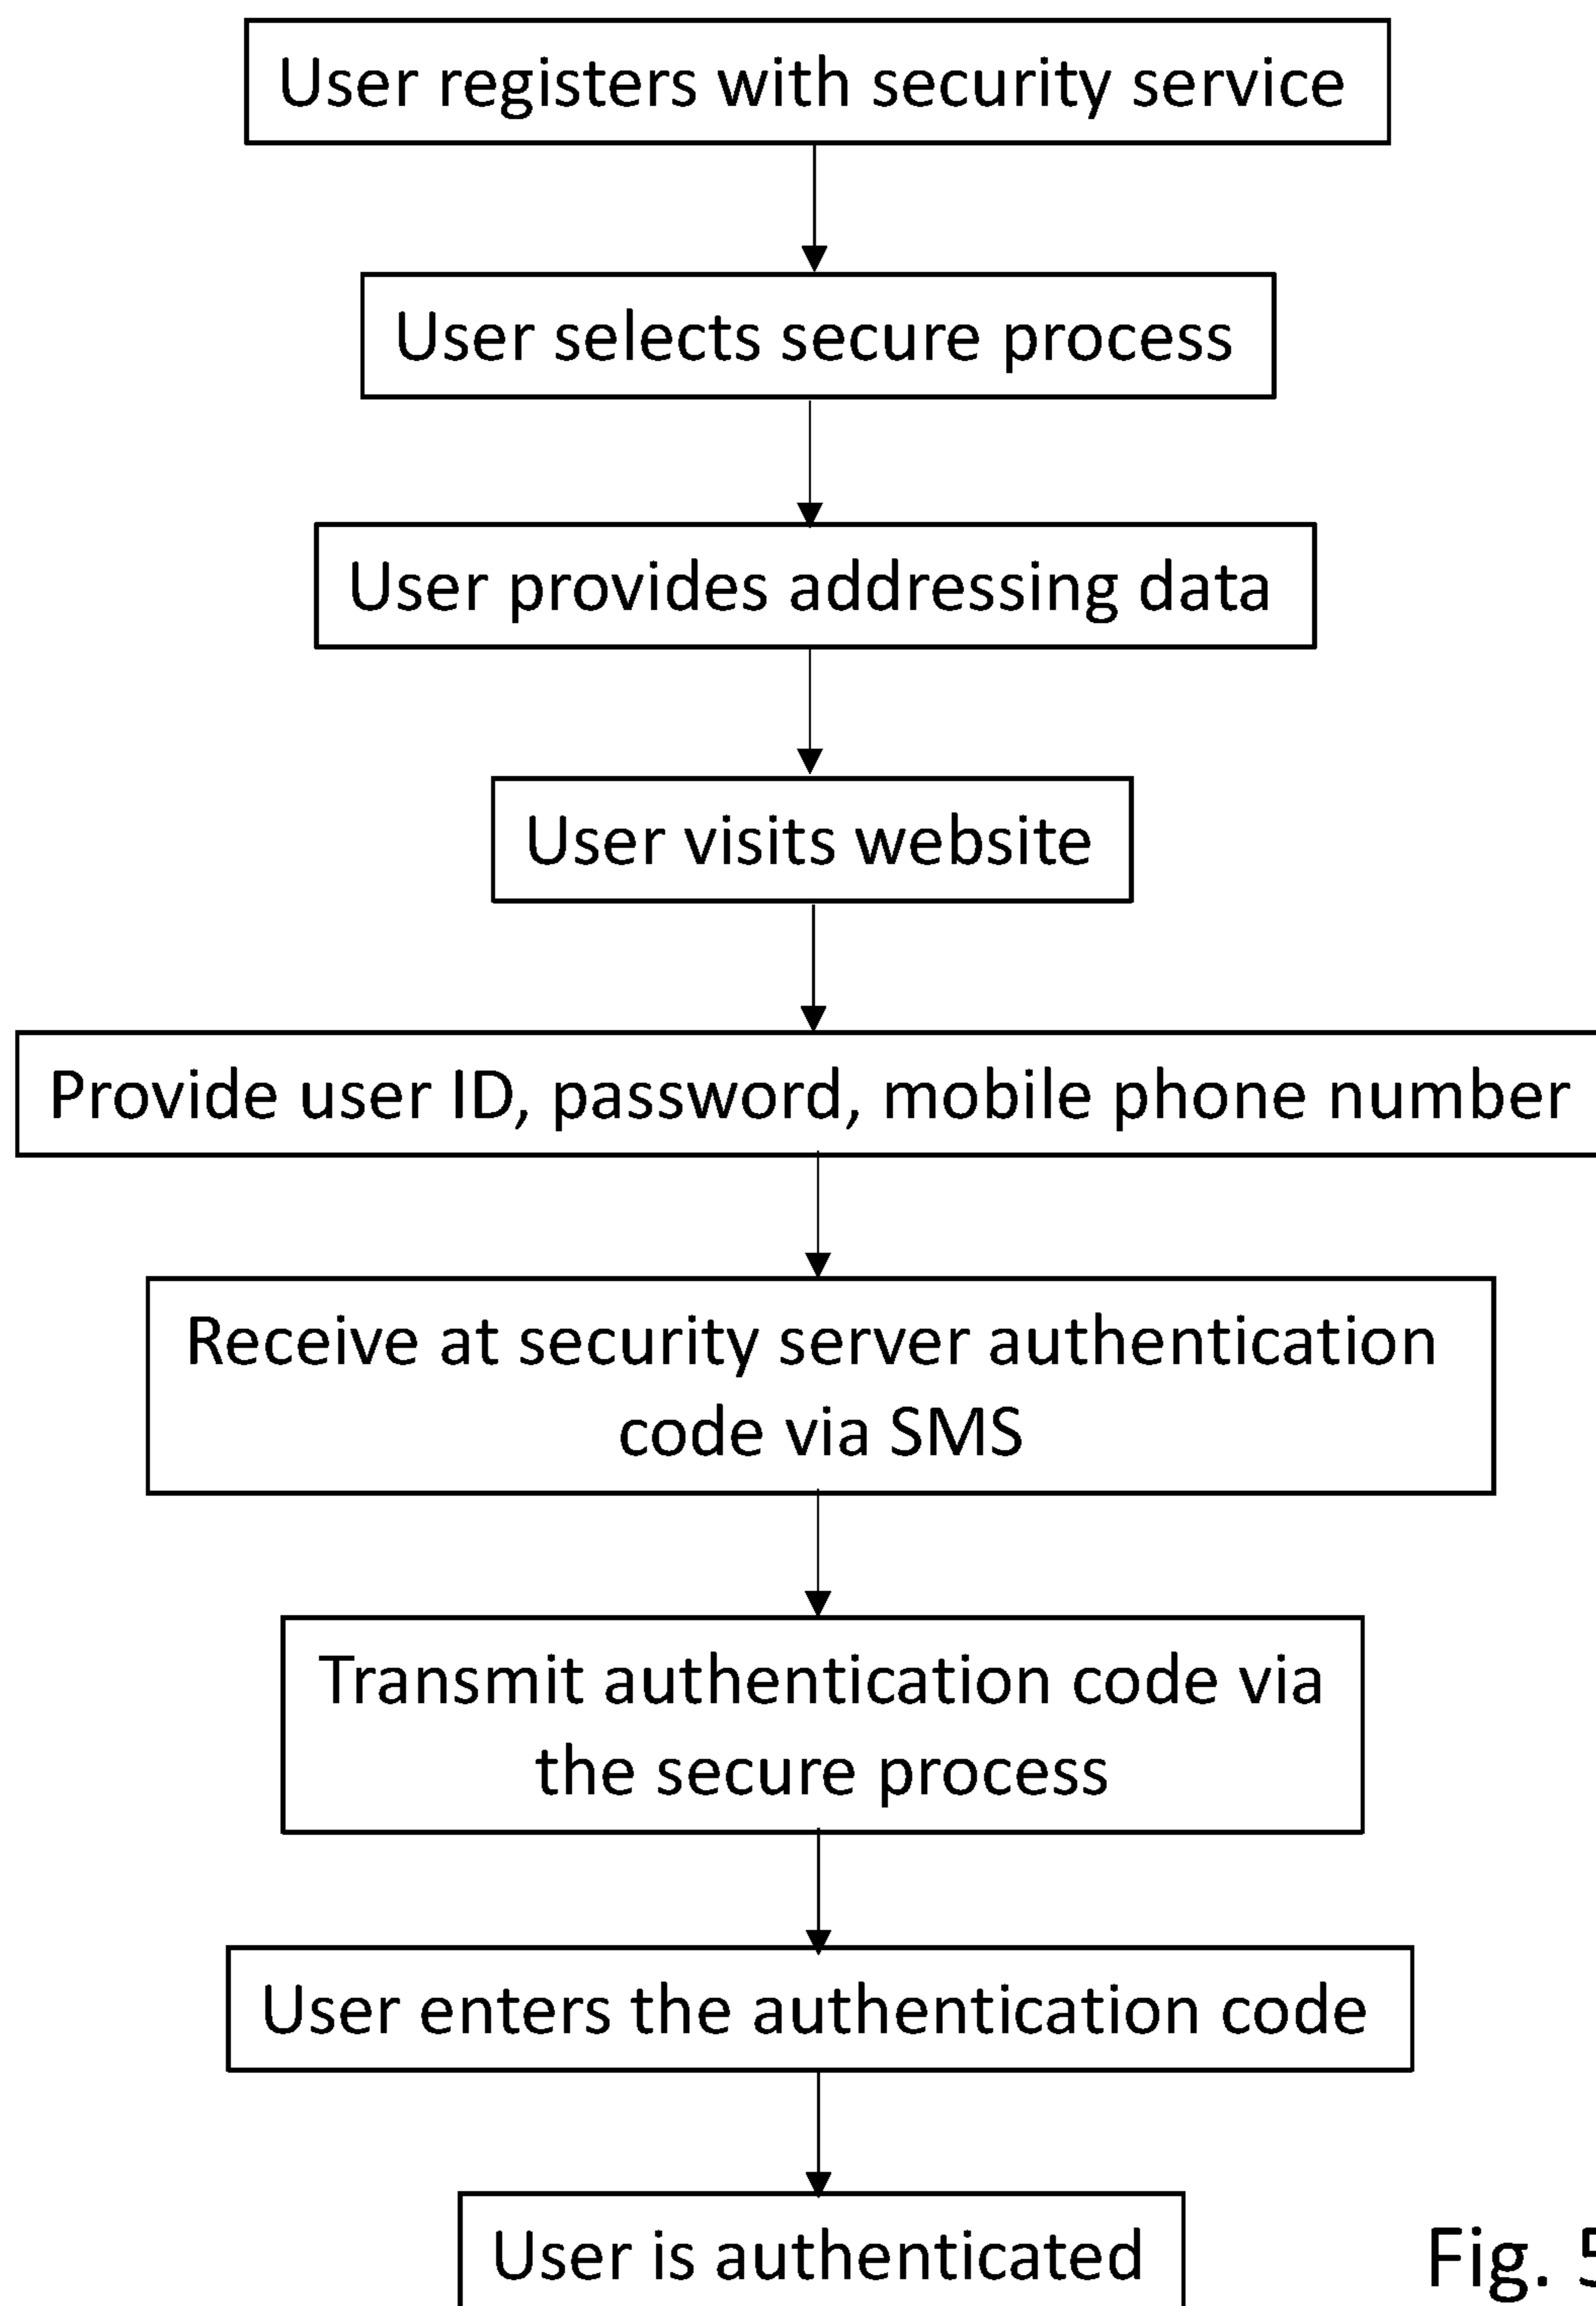 User registers with security service
User selects secure process
User provides addressing data
User visits website
Provide user ID, password, mobile phone number
Receive at security server authentication
code via SMS
Transmit authentication code via
the secure process
User enters the authentication code
User is authenticated
Fig. 5